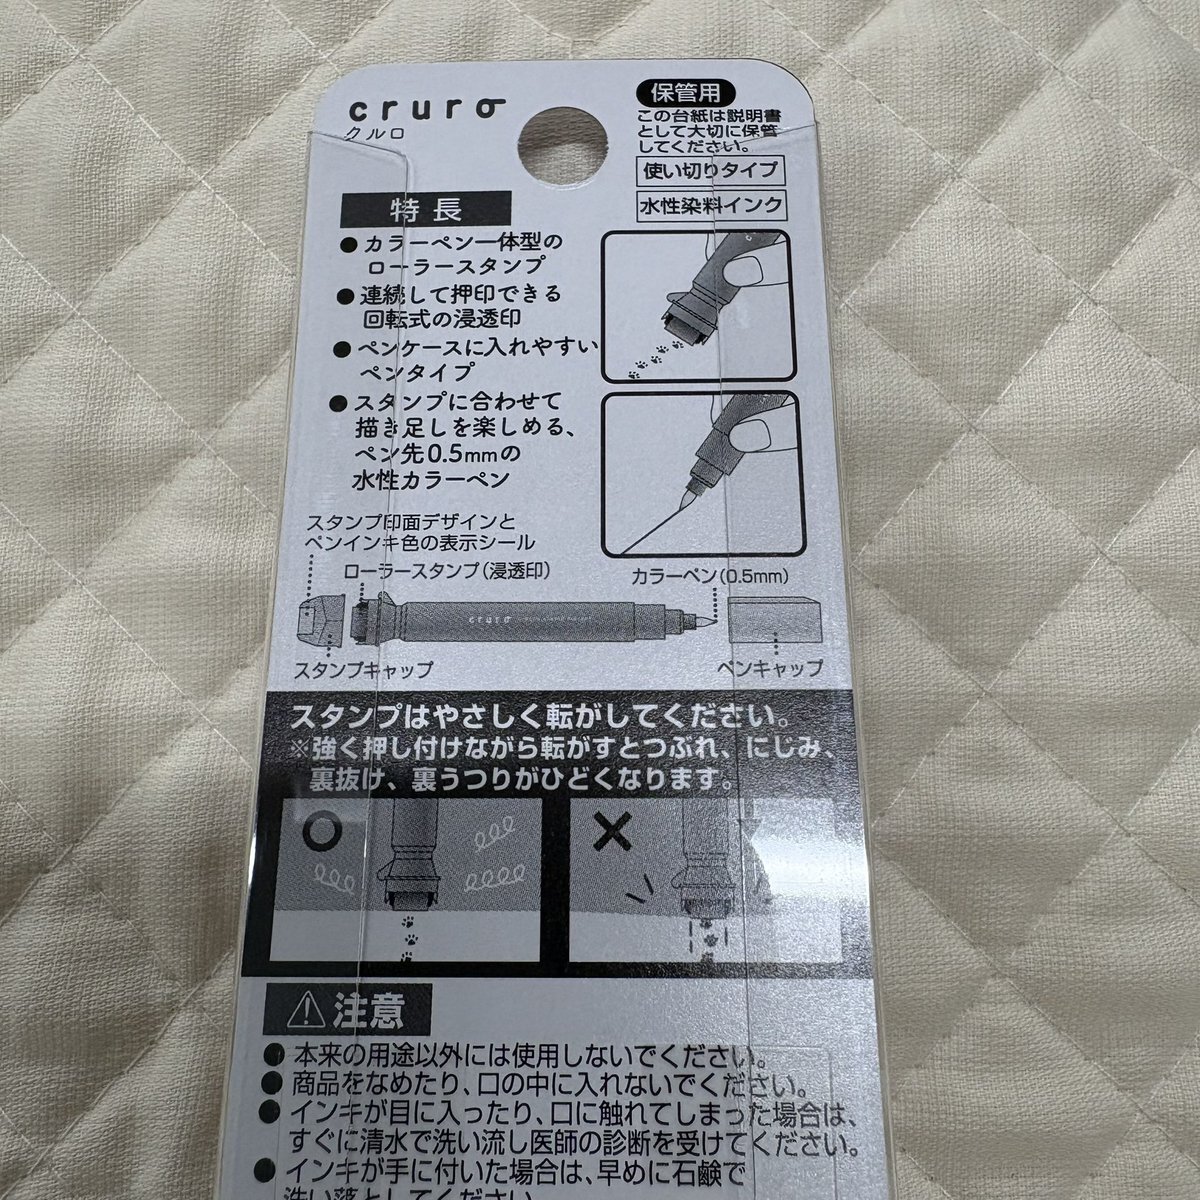 cruro
クルロ
保管用
この台紙は説明書
として大切に保管
してください。
使い切りタイプ
水性染料インク
特長
●カラーペン一体型の
ローラースタンプ
●連続して押印できる
回転式の浸透印
●ペンケースに入れやすい
ペンタイプ
●スタンプに合わせて
描き足しを楽しめる、
ペン先0.5mmの
水性カラーペン
スタンプ印面デザインと
ペンインキ色の表示シール
ローラースタンプ(浸透印)
カラーペン(0.5mm)
cruro
スタンプキャップ
ペンキャップ
スタンプはやさしく転がしてください。
※強く押し付けながら転がすとつぶれ、にじみ、
裏抜け、裏うつりがひどくなります。
注意
●本来の用途以外には使用しないでください。
●商品をなめたり、口の中に入れないでください。
●インキが目に入ったり、口に触れてしまった場合は、
すぐに清水で洗い流し医師の診断を受けてください。
●インキが手に付いた場合は、早めに石鹸で
洗い落としてください。